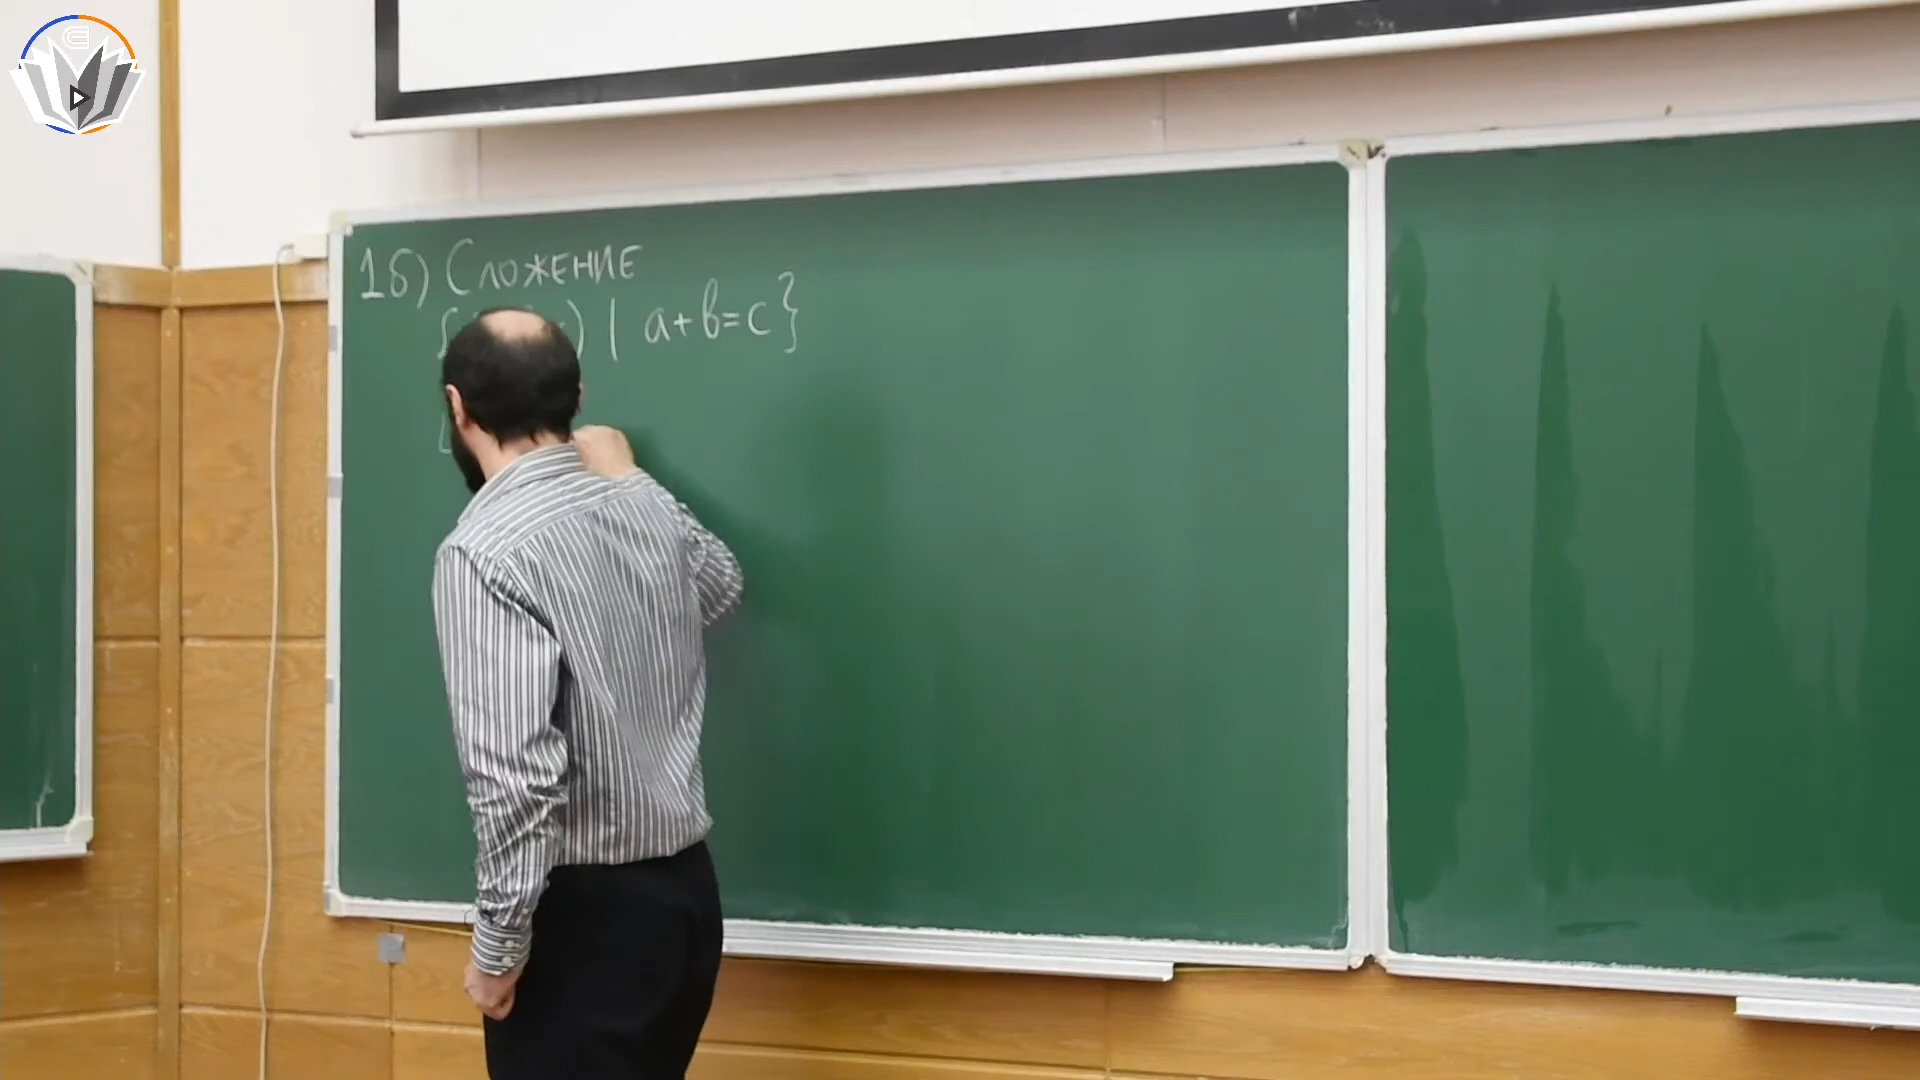 1б) Сложение
) | a+b=c}